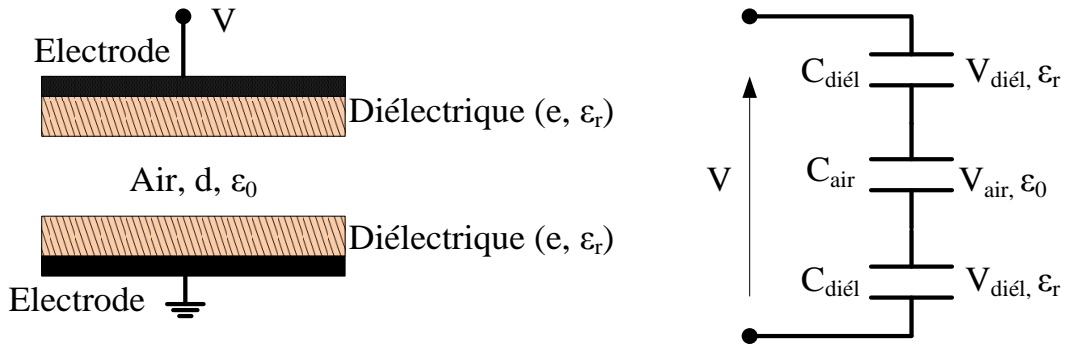 V
Electrode
Diélectrique (e, εr)
Air, d, ε0
Diélectrique (e, εr)
Electrode
Cdiél
Vdiél, εr
V
Cair
Vair, ε0
Cdiél
Vdiél, εr